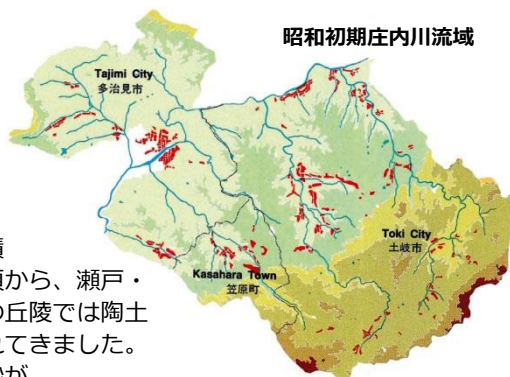 昭和初期庄内川流域
Tajimi City
多治見市
Toki City
土岐市
Kasahara Town
笠原町
から、瀬戸・
の丘陵では陶土
れてきました。